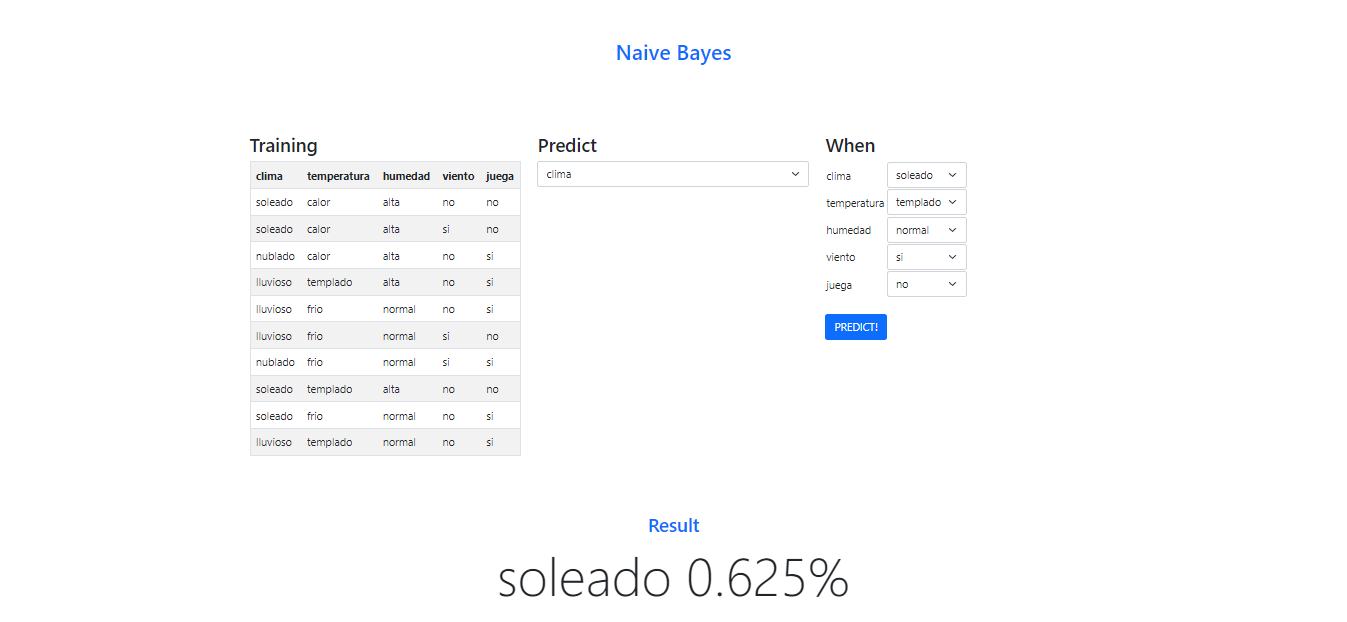 Naive Bayes
Training
clima temperatura humedad viento juega
soleado calor alta no no
soleado calor alta si no
nublado calor alta no si
lluvioso templado alta no si
lluvioso frio normal no si
lluvioso frio normal si no
nublado frio normal si si
soleado templado alta no no
soleado frio normal no si
lluvioso templado normal no si
Predict
clima
When
clima soleado
temperatura templado
humedad normal
viento si
juega no
PREDICT!
Result
soleado 0.625%